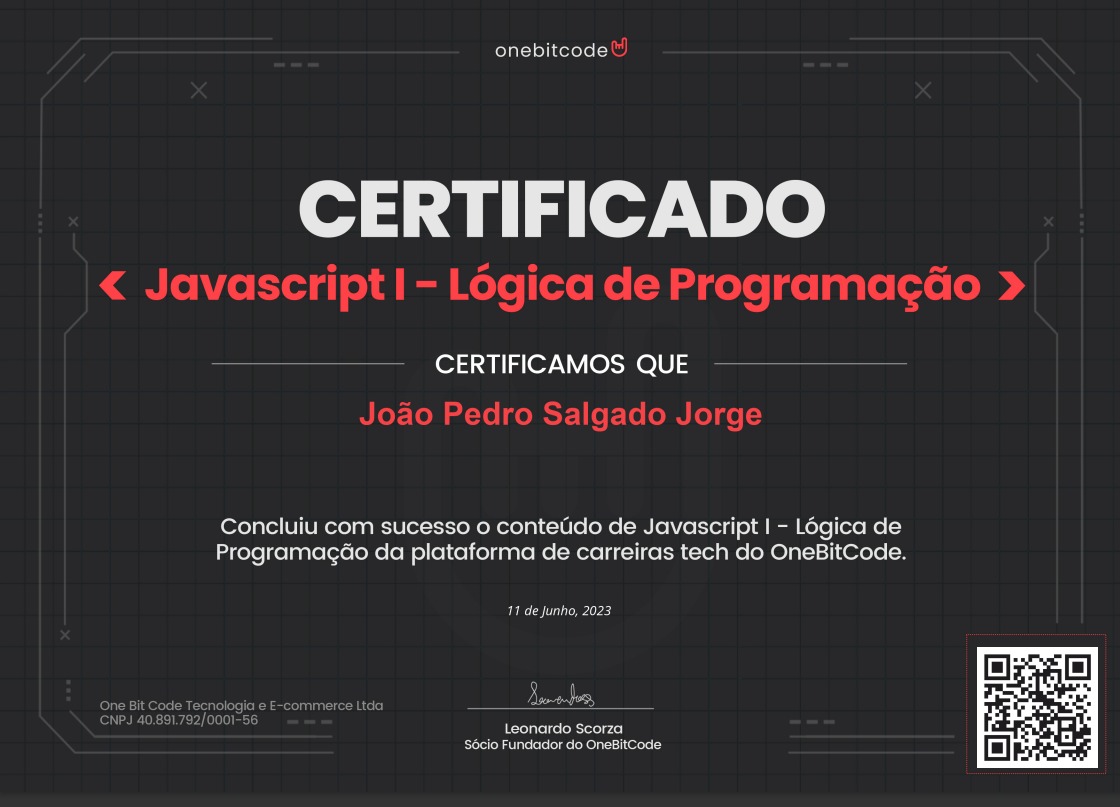 onebitcode
CERTIFICADO
Javascript I - Lógica de Programação
CERTIFICAMOS QUE
João Pedro Salgado Jorge
Concluiu com sucesso o conteúdo de Javascript I - Lógica de
Programação da plataforma de carreiras tech do OneBitCode.
11 de Junho, 2023
One Bit Code Tecnologia e E-commerce Ltda
CNPJ 40.891.792/0001-56
Leonardo Scorza
Sócio Fundador do OneBitCode